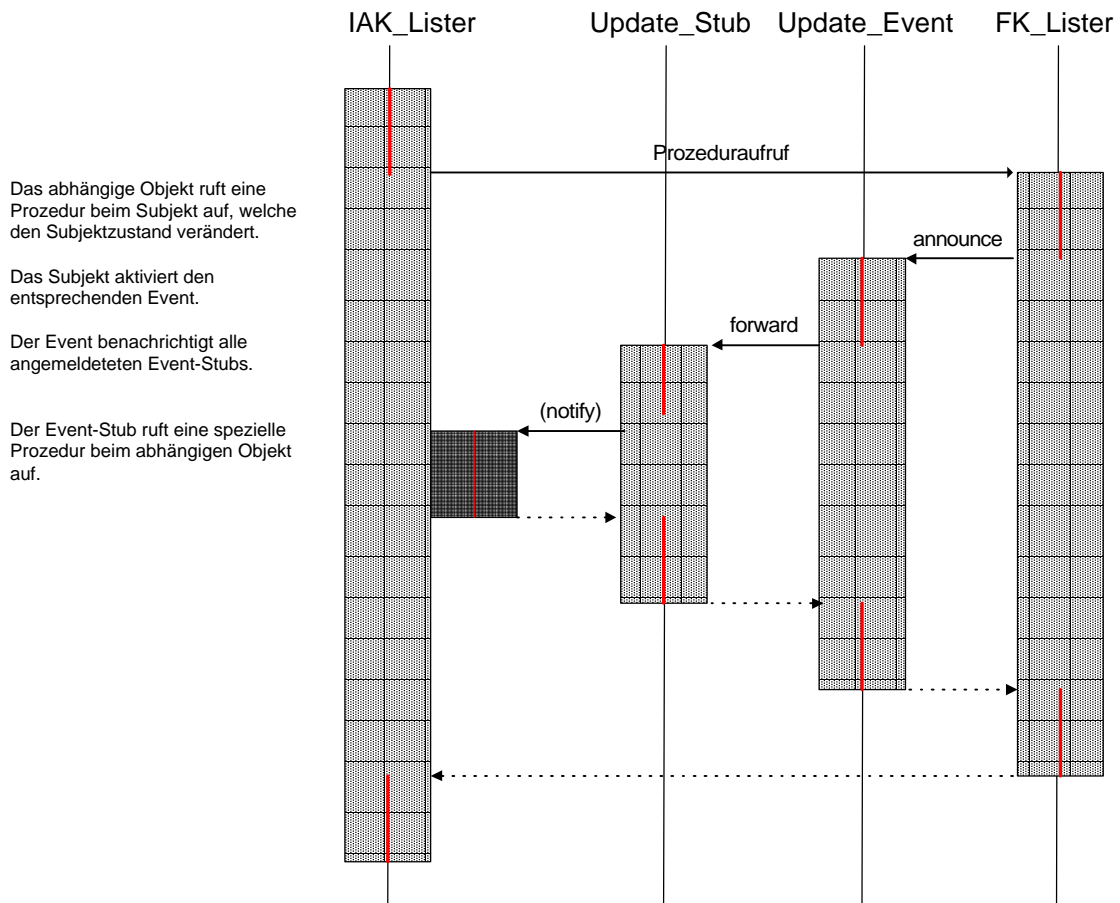 IAK_Lister Update_Stub Update_Event FK_Lister
Prozeduraufruf
Das abhängige Objekt ruft eine
Prozedur beim Subjekt auf, welche
den Subjektzustand verändert.
announce
Das Subjekt aktiviert den
entsprechenden Event.
forward
Der Event benachrichtigt alle
angemeldeteten Event-Stubs.
(notify)
Der Event-Stub ruft eine spezielle
Prozedur beim abhängigen Objekt
auf.